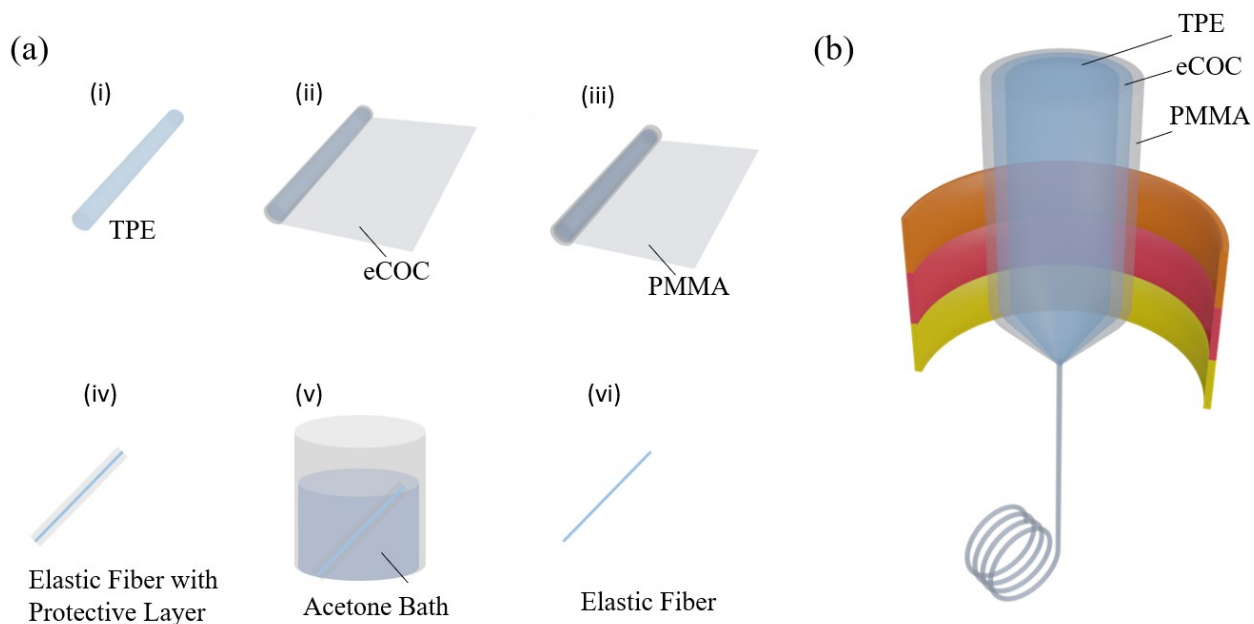 (a)
(i)
TPE
(ii)
eCOC
(iii)
PMMA
(iv)
Elastic Fiber with
Protective Layer
(v)
Acetone Bath
(vi)
Elastic Fiber
(b)
TPE
eCOC
PMMA